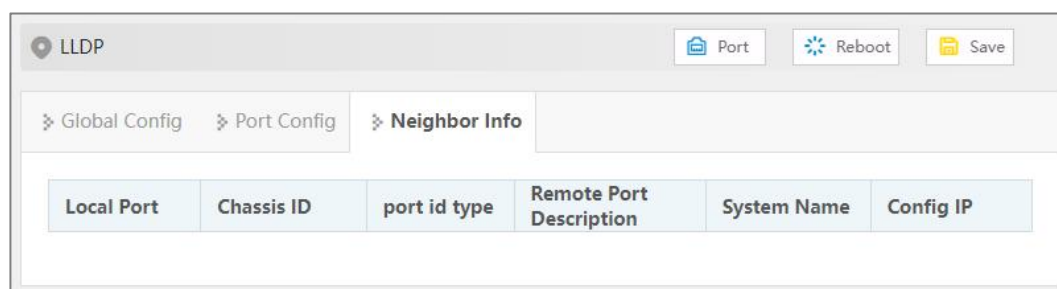 LLDP
Port
Reboot
Save
Global Config
Port Config
Neighbor Info
Local Port
Chassis ID
port id type
Remote Port
Description
System Name
Config IP